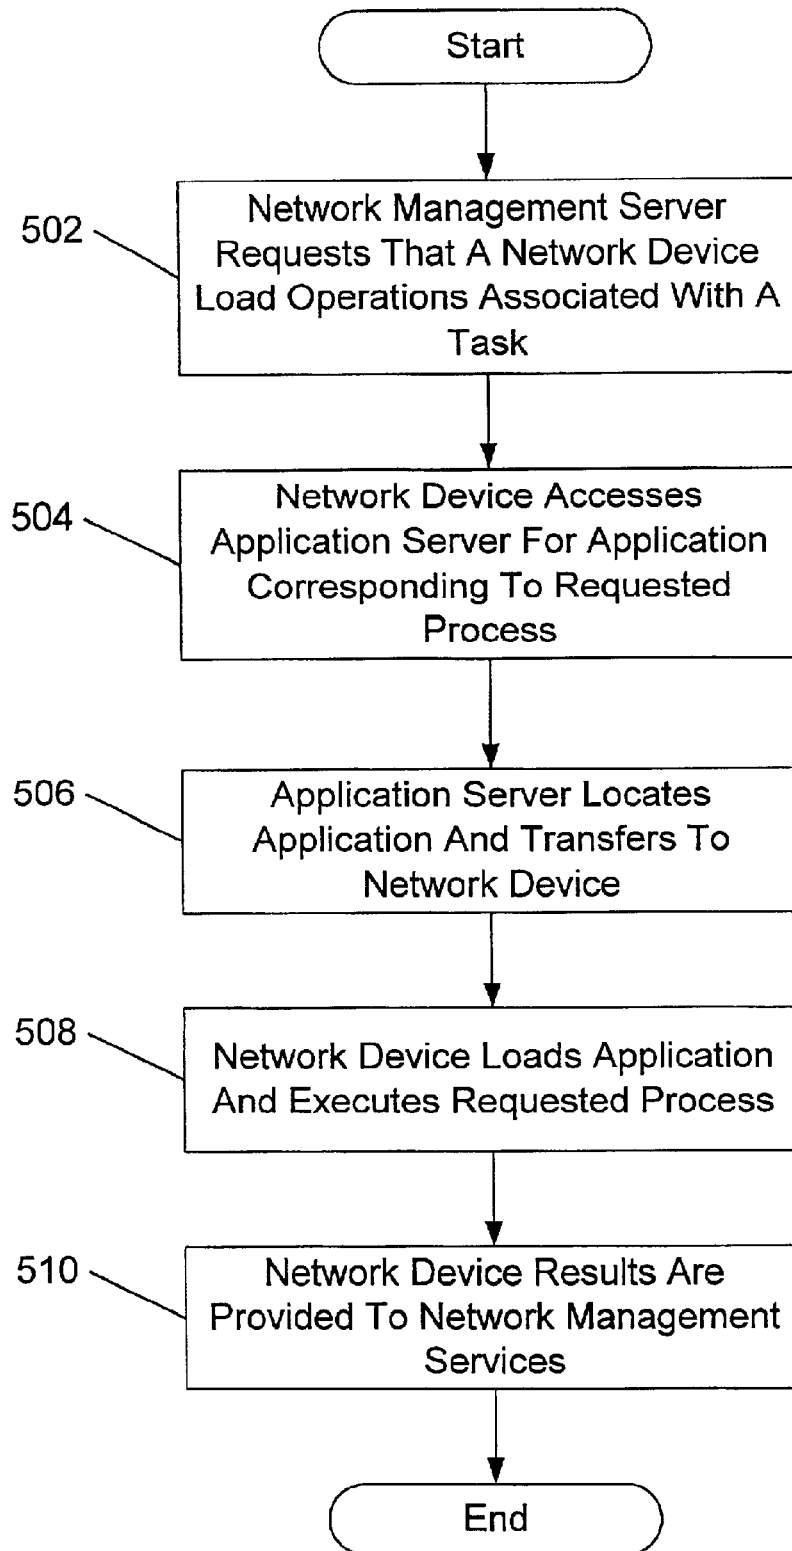 Start
502
Network Management Server
Requests That A Network Device
Load Operations Associated With A
Task
504
Network Device Accesses
Application Server For Application
Corresponding To Requested
Process
506
Application Server Locates
Application And Transfers To
Network Device
508
Network Device Loads Application
And Executes Requested Process
510
Network Device Results Are
Provided To Network Management
Services
End